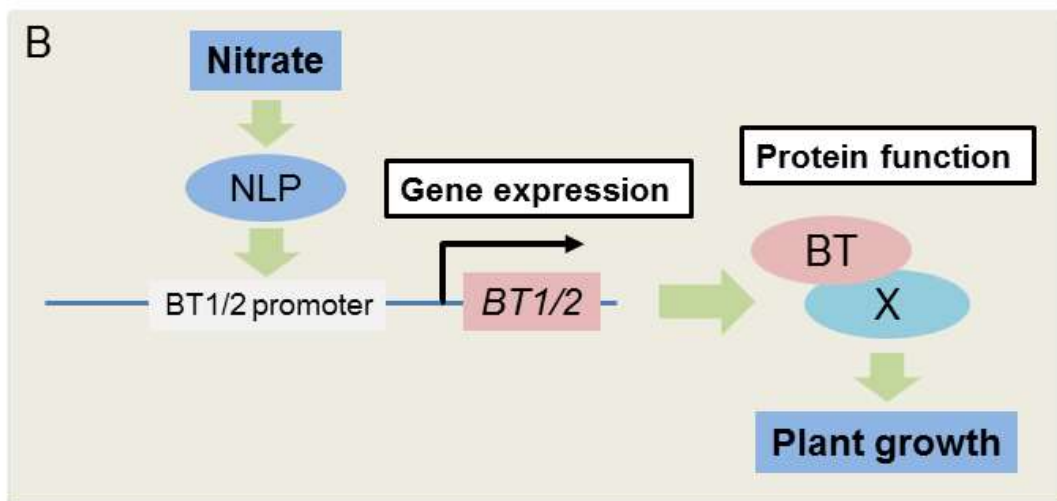 B
Nitrate
NLP
Gene expression
Protein function
BT1/2 promoter
BT1/2
BT
X
Plant growth